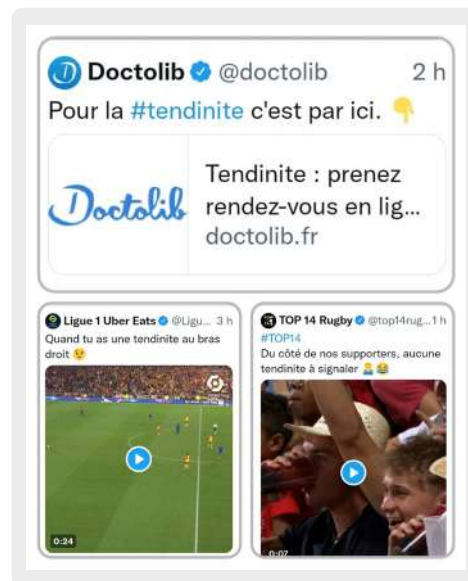 Doctolib @doctolib 2 h
Pour la #tendinite c'est par ici. 👇
Doctolib
Tendinite : prenez
rendez-vous en lig...
doctolib.fr
Ligue 1 Uber Eats @Ligu... 3 h
Quand tu as une tendinite au bras
droit 😉
0:24
TOP 14 Rugby @top14rug...1 h
#TOP14
Du côté de nos supporters, aucune
tendinite à signaler 🤷‍♂️😂
0:07